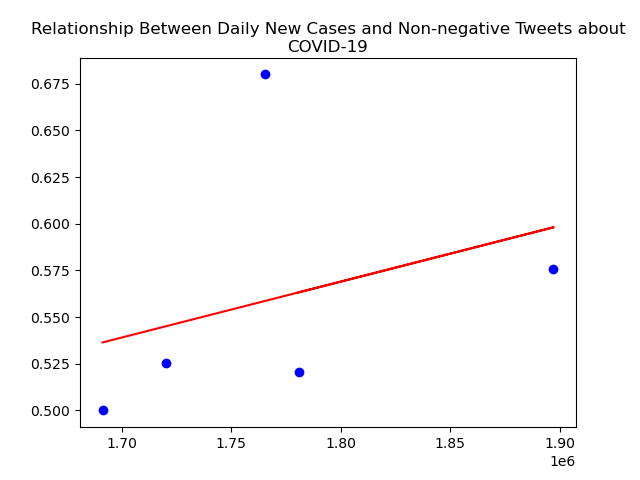 Relationship Between Daily New Cases and Non-negative Tweets about
COVID-19
0.675
0.650
0.625
0.600
0.575
0.550
0.525
0.500
1.70 1.75 1.80 1.85 1.90
1e6